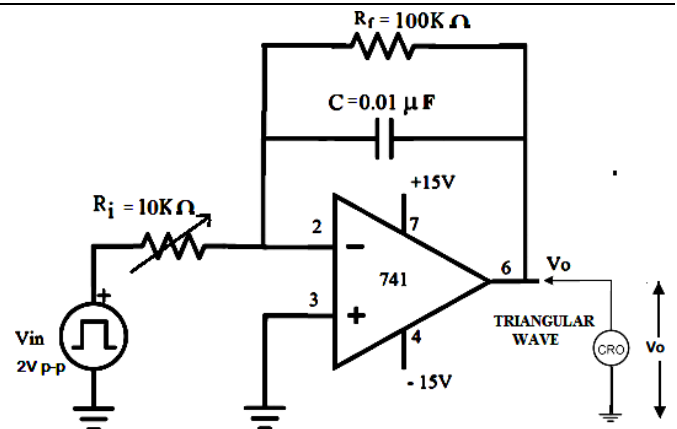 Rf = 100K Ω
C =0.01 μF
Ri = 10K Ω
+15V
2
7
-
741
6
Vo
3
+
4
- 15V
+
Vin
2V p-p
TRIANGULAR
WAVE
CRO
Vo